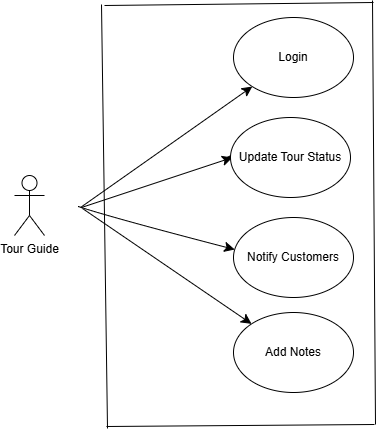 Login
Update Tour Status
Tour Guide
Notify Customers
Add Notes